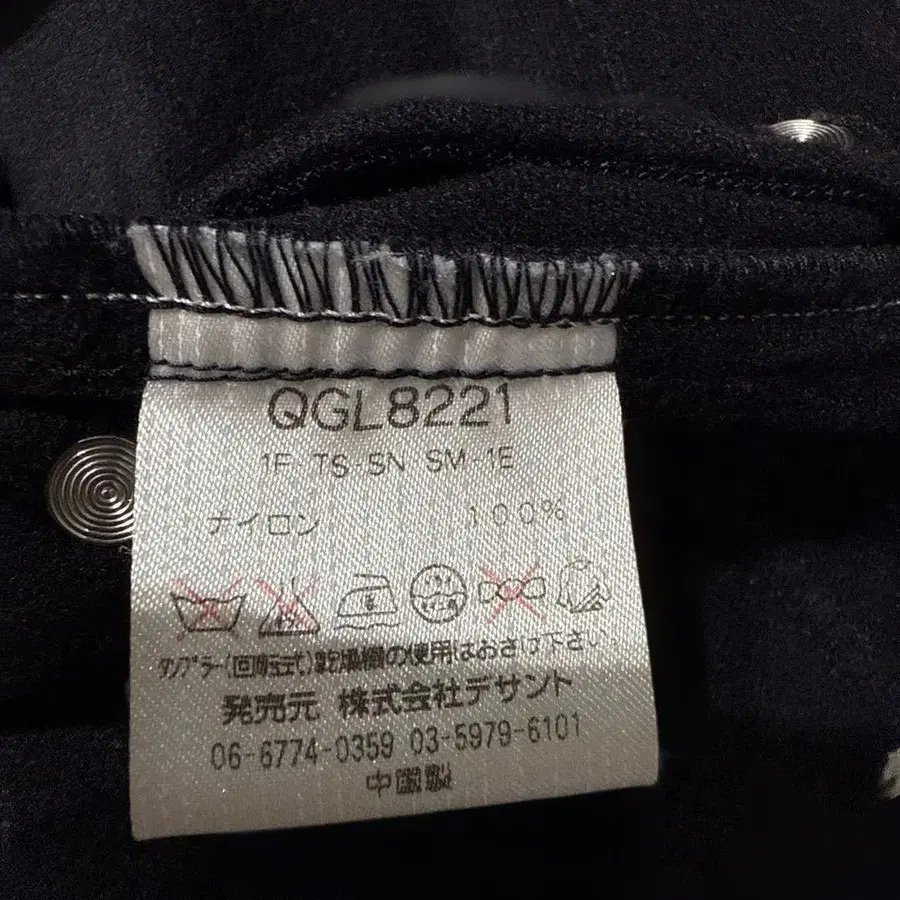 QGL8221
1F-TS-SN SM-1E
ナイロン 100%
タンブラー(回転式)乾燥機の使用はおさけ下さい
発売元 株式会社デサント
06-6774-0359 03-5979-6101
中国製